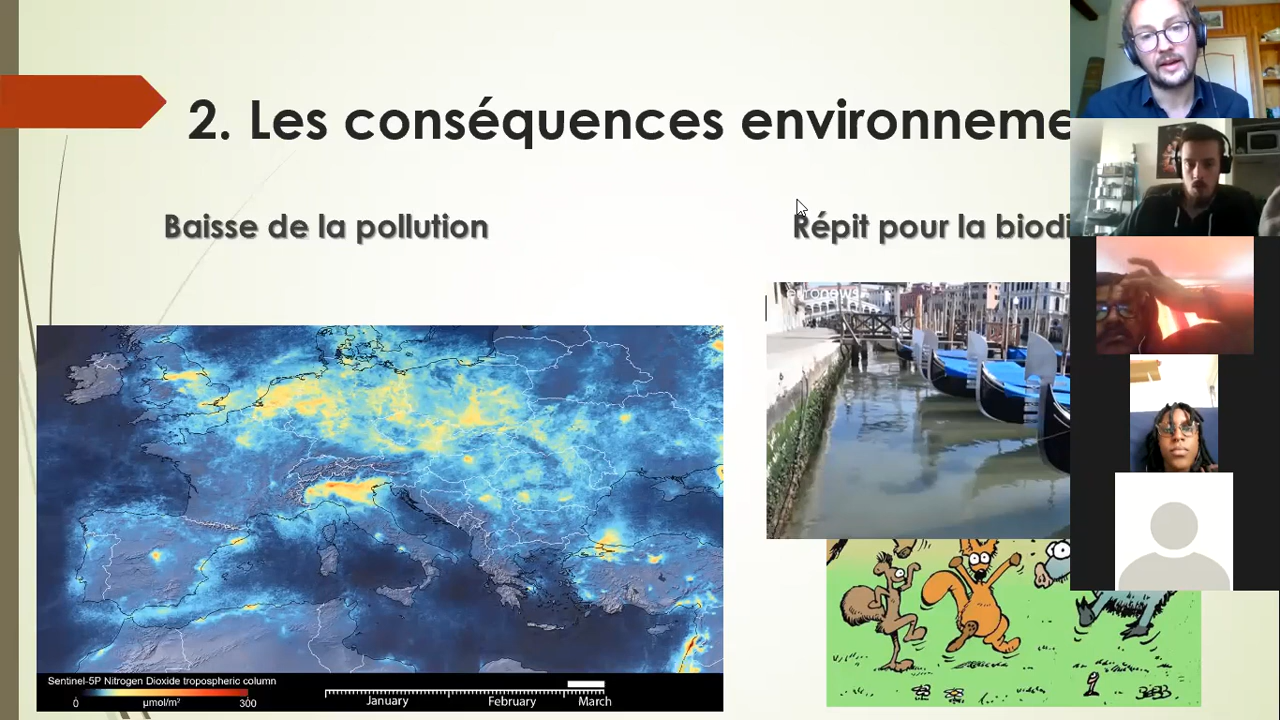 2. Les conséquences environneme
Baisse de la pollution
Répit pour la biodi
euronews
Sentinel-5P Nitrogen Dioxide tropospheric column
0
µmol/m²
300
January
February
March